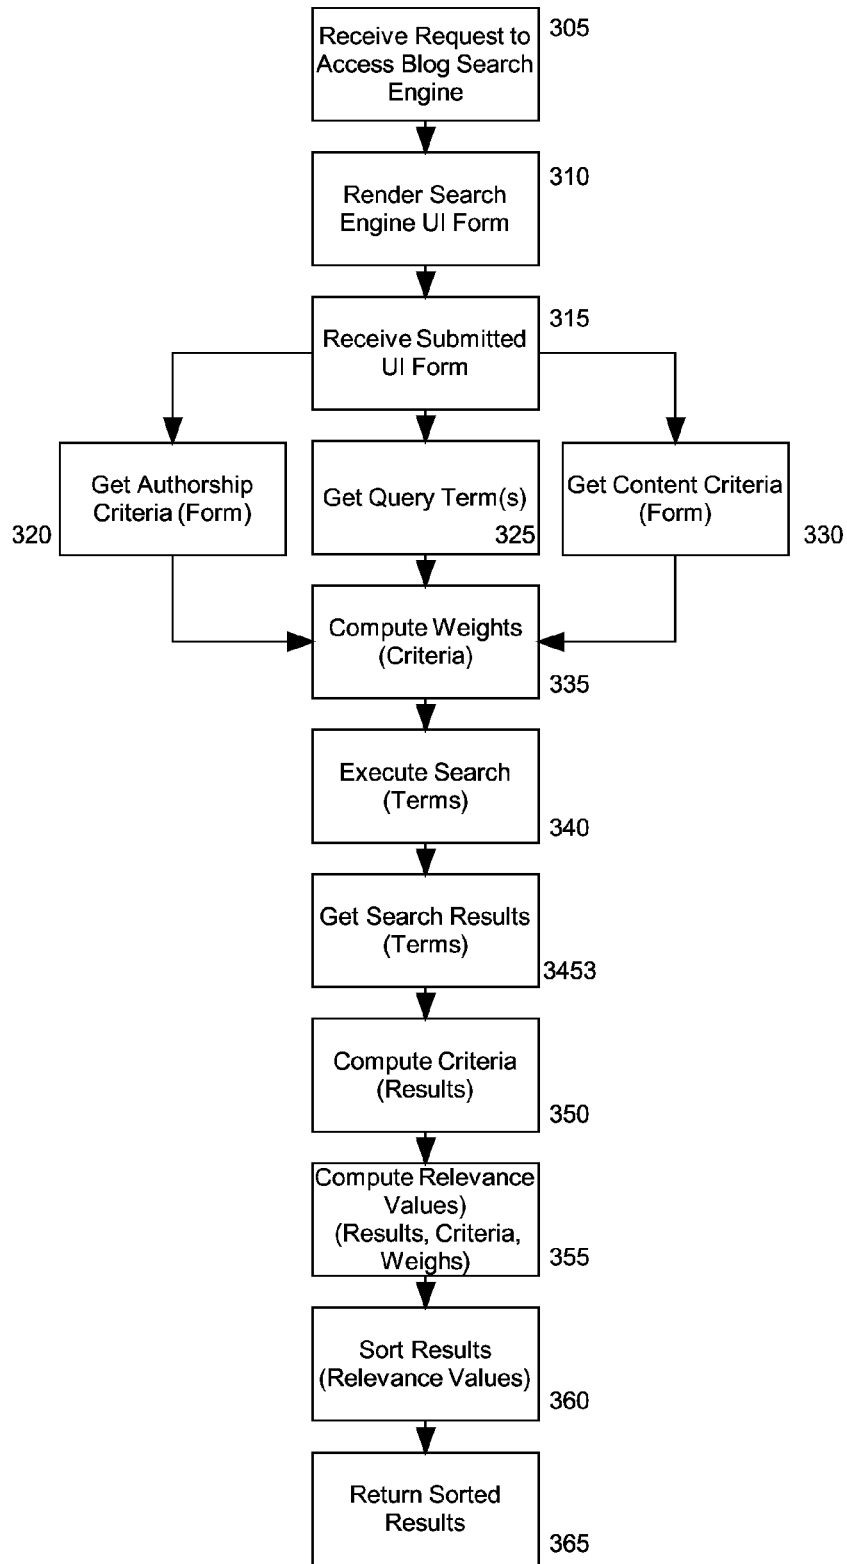 Receive Request to
Access Blog Search
Engine
305
Render Search
Engine UI Form
310
Receive Submitted
UI Form
315
Get Authorship
Criteria (Form)
320
Get Query Term(s)
325
Get Content Criteria
(Form)
330
Compute Weights
(Criteria)
335
Execute Search
(Terms)
340
Get Search Results
(Terms)
3453
Compute Criteria
(Results)
350
Compute Relevance
Values)
(Results, Criteria,
Weighs)
355
Sort Results
(Relevance Values)
360
Return Sorted
Results
365